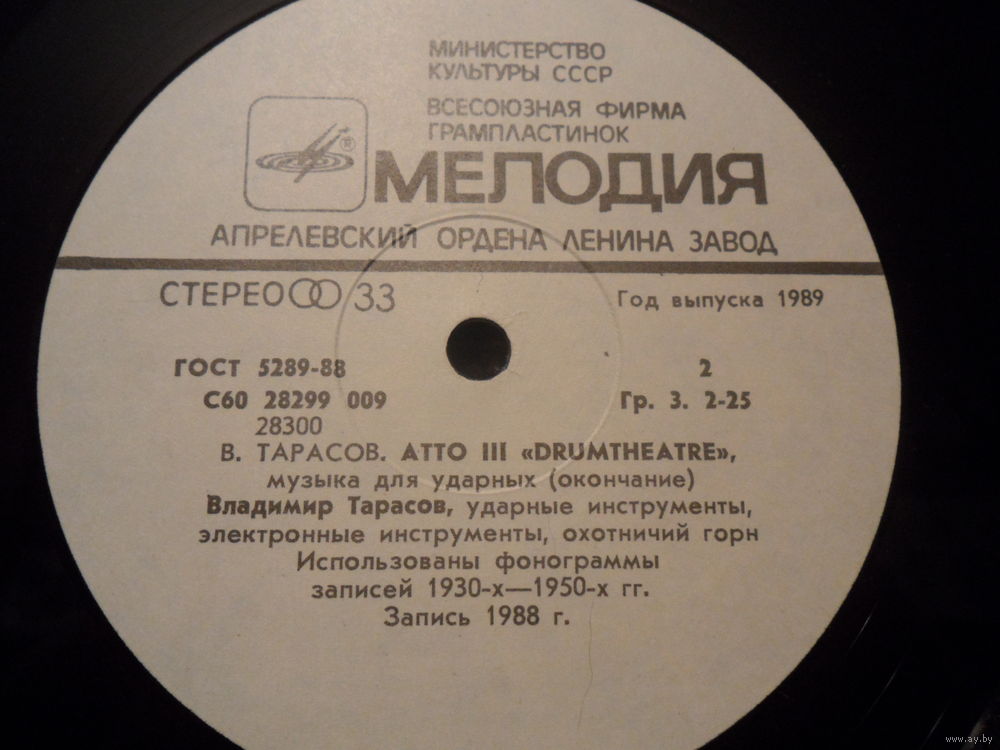 МИНИСТЕРСТВО
КУЛЬТУРЫ СССР
ВСЕСОЮЗНАЯ ФИРМА
ГРАМПЛАСТИНОК
®
МЕЛОДИЯ
АПРЕЛЕВСКИЙ ОРДЕНА ЛЕНИНА ЗАВОД
СТЕРЕО 33
Год выпуска 1989
ГОСТ 5289-88
2
С60 28299 009
Гр. 3. 2-25
28300
В. ТАРАСОВ. АТТО III «DRUMTHEATRE»,
музыка для ударных (окончание)
Владимир Тарасов, ударные инструменты,
электронные инструменты, охотничий горн
Использованы фонограммы
записей 1930-х—1950-х гг.
Запись 1988 г.
www.ay.by